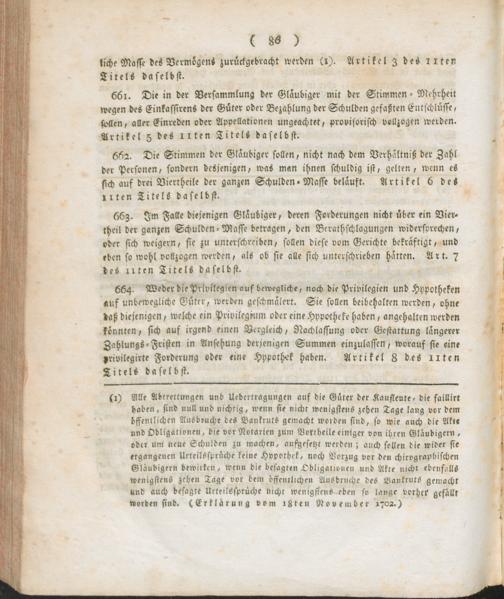 ( 86 )
liche Masse des Vermögens zurückgebracht werden (1). Artikel 3 des 11ten
Titels daselbst.
661. Die in der Versammlung der Gläubiger mit der Stimmen-Mehrheit
wegen des Einkassirens der Güter oder Bezahlung der Schulden gefaßten Entschlüsse,
sollen, aller Einreden oder Appellationen ungeachtet, provisorisch vollzogen werden.
Artikel 5 des 11ten Titels daselbst.
662. Die Stimmen der Gläubiger sollen, nicht nach dem Verhältniß der Zahl
der Personen, sondern desjenigen, was man ihnen schuldig ist, gelten, wenn es
sich auf drei Viertheile der ganzen Schulden-Masse beläuft. Artikel 6 des
11ten Titels daselbst.
663. Im Falle diejenigen Gläubiger, deren Forderungen nicht über ein Vier-
theil der ganzen Schulden-Masse betragen, den Berathschlagungen widersprechen,
oder sich weigern, sie zu unterschreiben, sollen diese vom Gerichte bekräftigt, und
eben so wohl vollzogen werden, als ob sie alle sich unterschrieben hätten. Art. 7
des 11ten Titels daselbst.
664. Weder die Privilegien auf bewegliche, noch die Privilegien und Hypotheken
auf unbewegliche Güter, werden geschmälert. Sie sollen beibehalten werden, ohne
daß diejenigen, welche ein Privilegium oder eine Hypotheke haben, angehalten werden
könnten, sich auf irgend einen Vergleich, Nachlassung oder Gestattung längerer
Zahlungs-Fristen in Ansehung derjenigen Summen einzulassen, worauf sie eine
privilegirte Forderung oder eine Hypothek haben. Artikel 8 des 11ten
Titels daselbst.
(1) Alle Abtrettungen und Uebertragungen auf die Güter der Kaufleute, die faillirt
haben, sind null und nichtig, wenn sie nicht wenigstens zehen Tage lang vor dem
öffentlichen Ausbruche des Bankruts gemacht worden sind, so wie auch die Akte
und Obligationen, die vor Notarien zum Vortheile einiger von ihren Gläubigern,
oder um neue Schulden zu machen, aufgesetzt werden; auch sollen die wider sie
ergangenen Urteilssprüche keine Hypothek, noch Vorzug vor den chirographischen
Gläubigern bewirken, wenn die besagten Obligationen und Akte nicht ebenfalls
wenigstens zehen Tage vor dem öffentlichen Ausbruche des Bankruts gemacht
und auch besagte Urteilssprüche nicht wenigstens eben so lange vorher gefällt
worden sind. (Erklärung vom 18ten November 1702.)